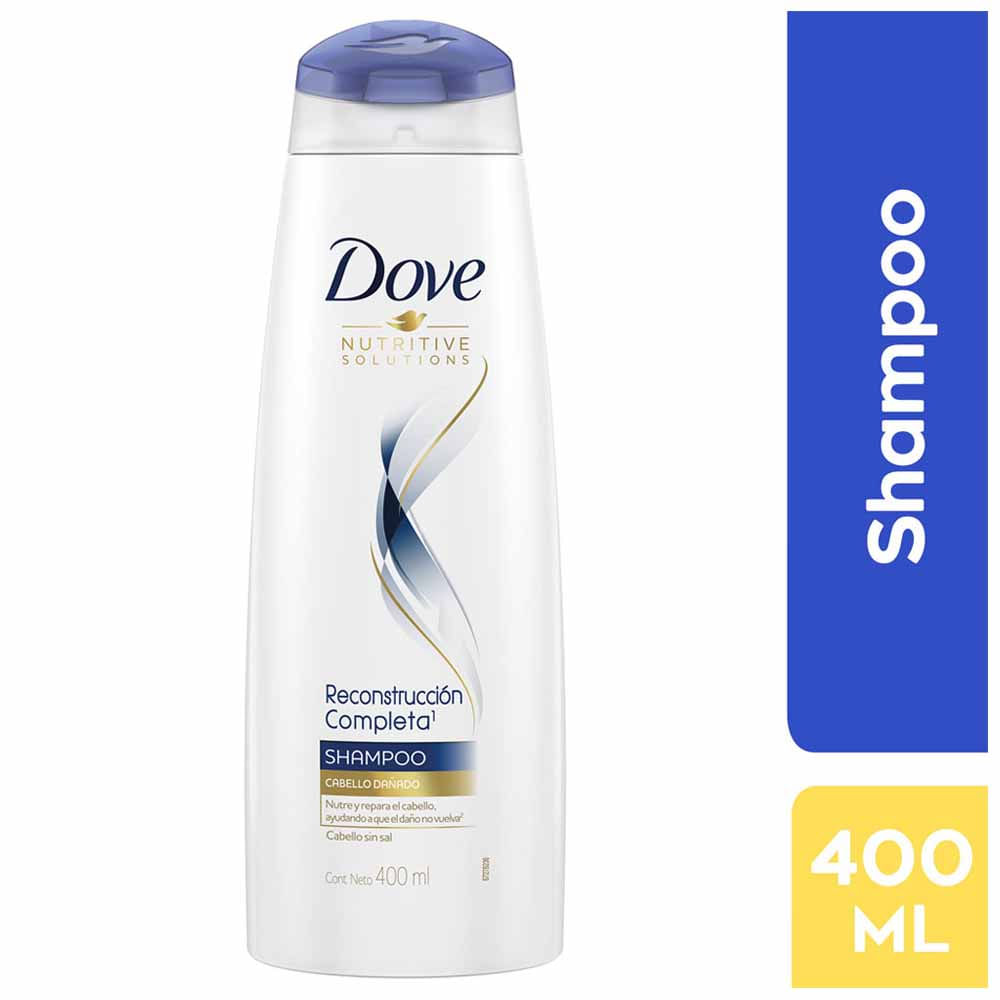 Dove
NUTRITIVE
SOLUTIONS
Reconstrucción
Completa¹
SHAMPOO
CABELLO DAÑADO
Nutre y repara el cabello,
ayudando a que el daño no vuelva²
Cabello sin sal
Cont. Neto 400 ml
Shampoo
400
ML